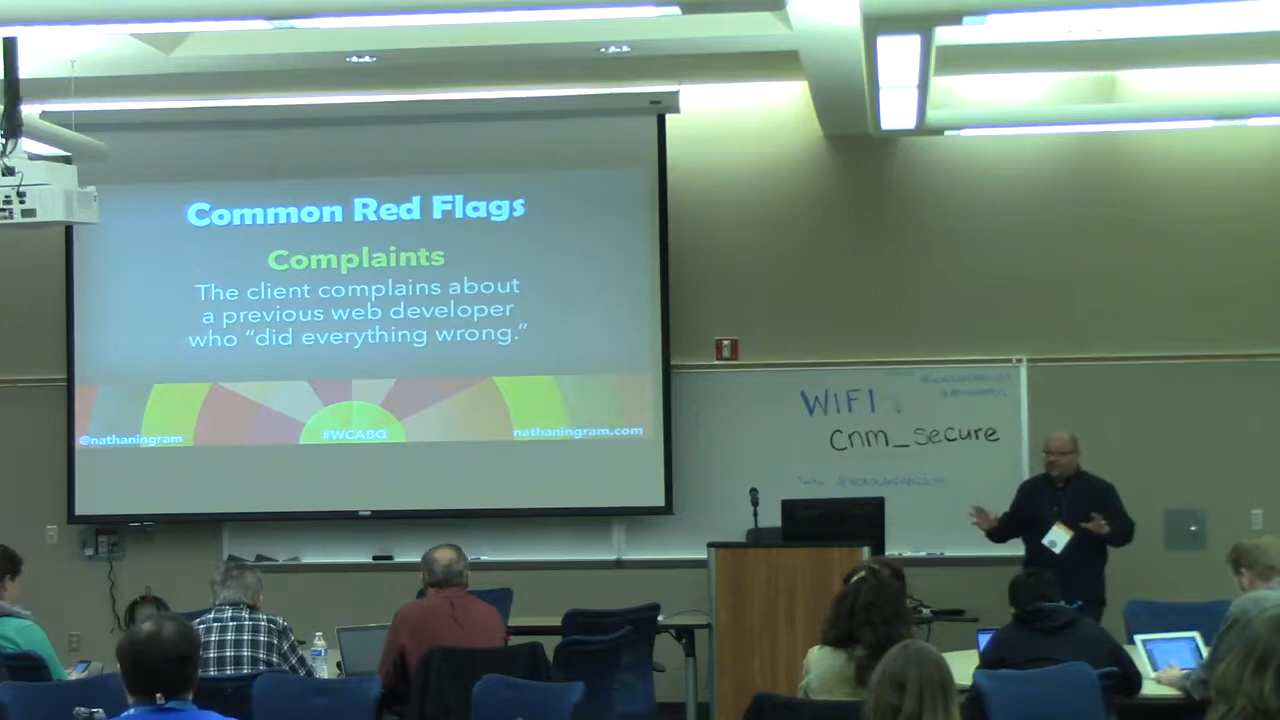 Common Red Flags
Complaints
The client complains about
a previous web developer
who “did everything wrong.”
@nathaningram
#WCABQ
nathaningram.com
WIFI
cnm_secure